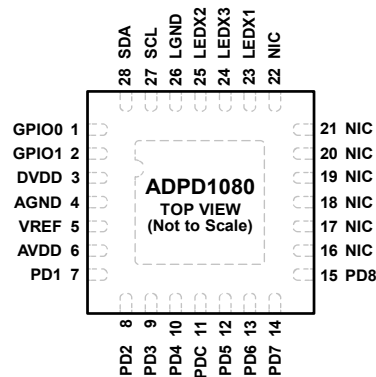 28 SDA
27 SCL
26 LGND
25 LEDX2
24 LEDX3
23 LEDX1
22 NIC
GPIO0 1
GPIO1 2
DVDD 3
AGND 4
VREF 5
AVDD 6
PD1 7
ADPD1080
TOP VIEW
(Not to Scale)
21 NIC
20 NIC
19 NIC
18 NIC
17 NIC
16 NIC
15 PD8
PD2 8
PD3 9
PD4 10
PDC 11
PD5 12
PD6 13
PD7 14